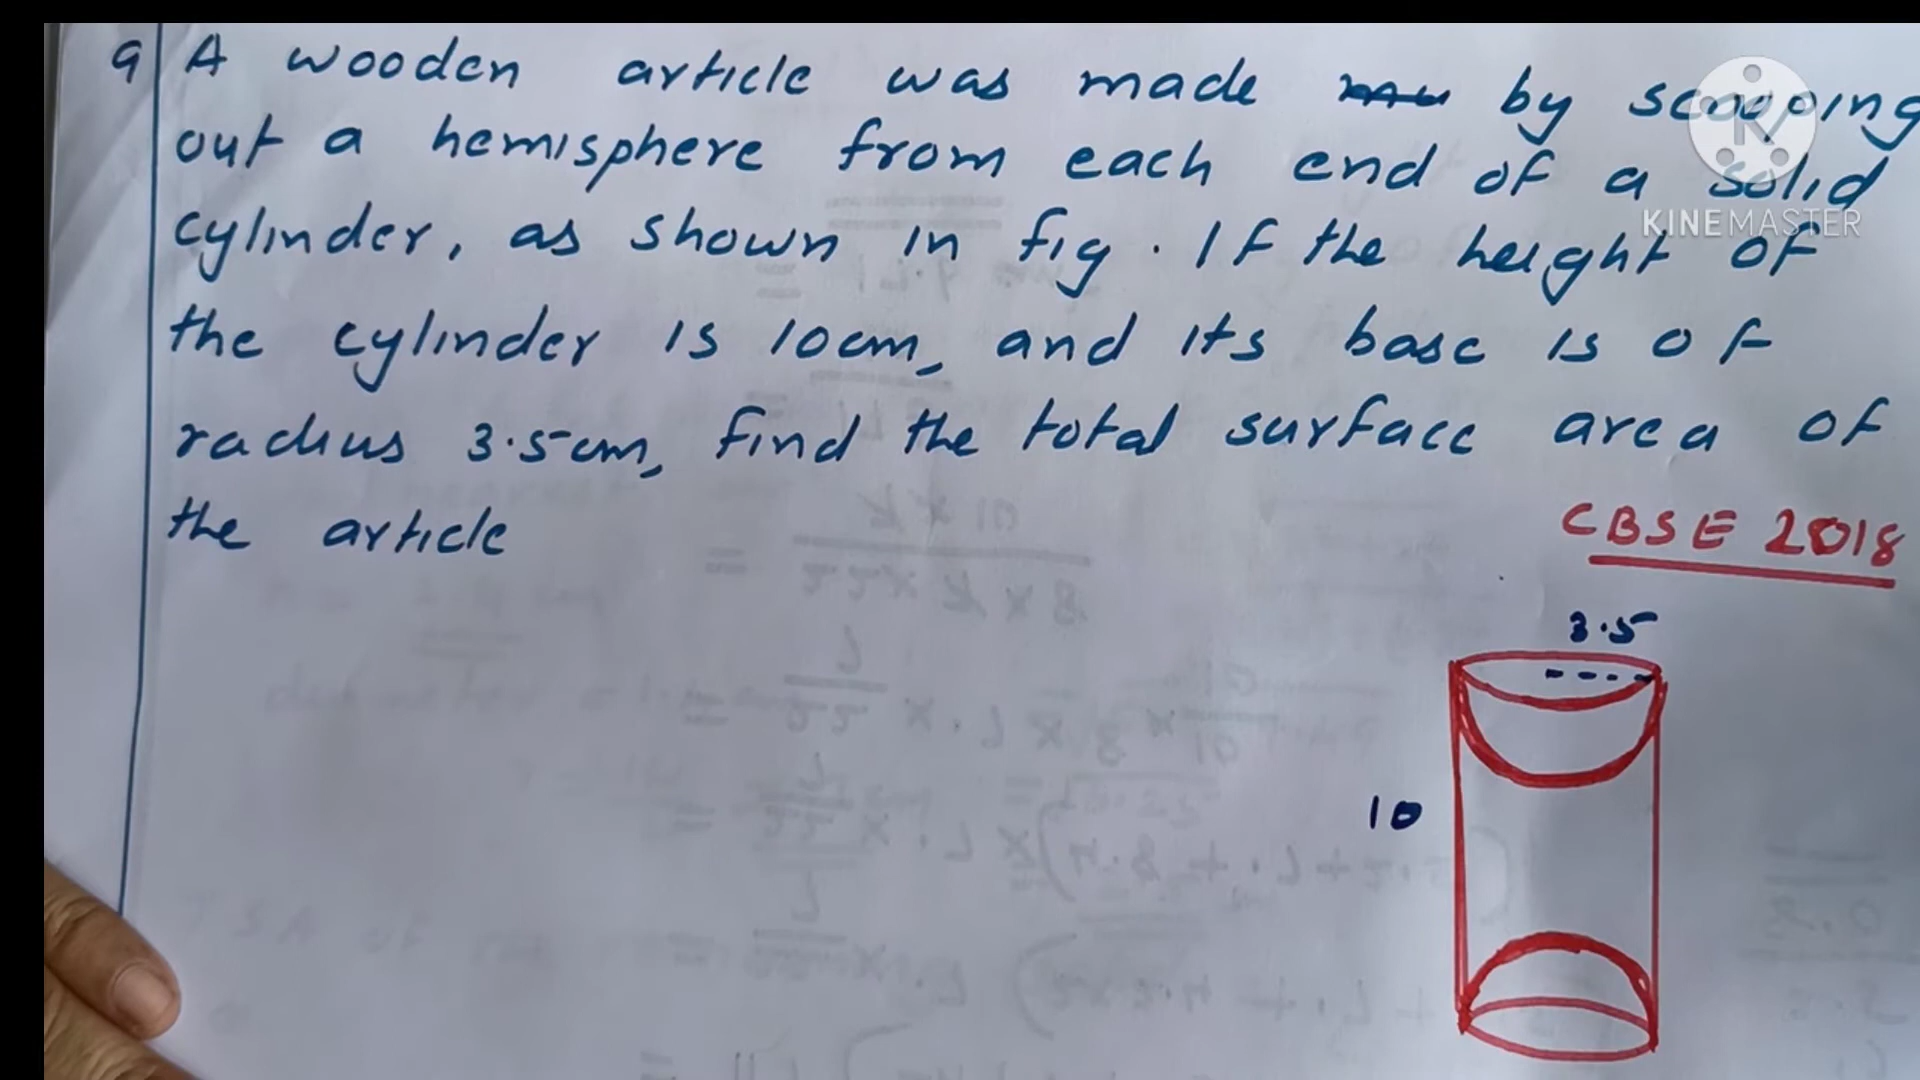 9 A wooden article was made by scooping
out a hemisphere from each end of a solid
cylinder, as shown in fig. If the height of
the cylinder is 10cm, and its base is of
radius 3.5cm, find the total surface area of
the article
CBSE 2018
3.5
10
K
KINEMASTER